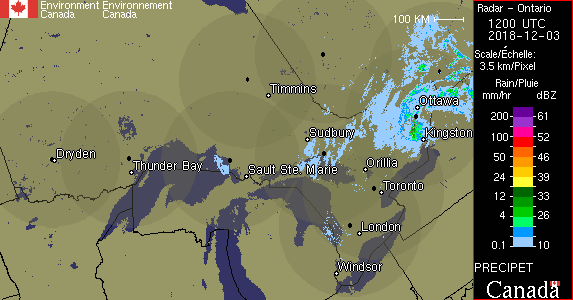 Environment Environnement
Canada Canada
100 KM
Timmins
Ottawa
Sudbury
Kingston
Dryden
Thunder Bay
Sault Ste. Marie
Orillia
Toronto
London
Windsor
Radar - Ontario
1200 UTC
2018-12-03
Scale/Échelle:
3.5 km/Pixel
Rain/Pluie
mm/hr dBZ
200 61
100 52
50 46
24 39
12 33
4 26
2 20
0.1 10
PRECIPET
Canada